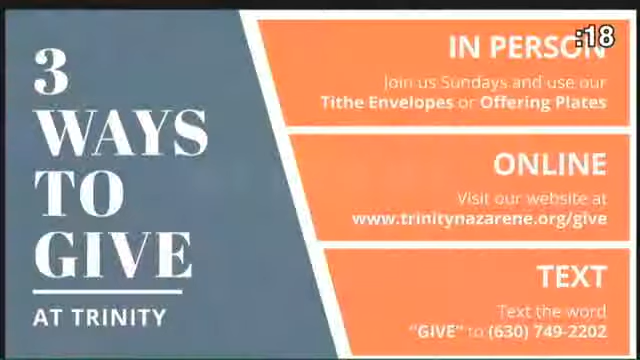 3
WAYS
TO
GIVE
AT TRINITY
:18
IN PERSON
Join us Sundays and use our
Tithe Envelopes or Offering Plates
ONLINE
Visit our website at
www.trinitynazarene.org/give
TEXT
Text the word
"GIVE" to (630) 749-2202